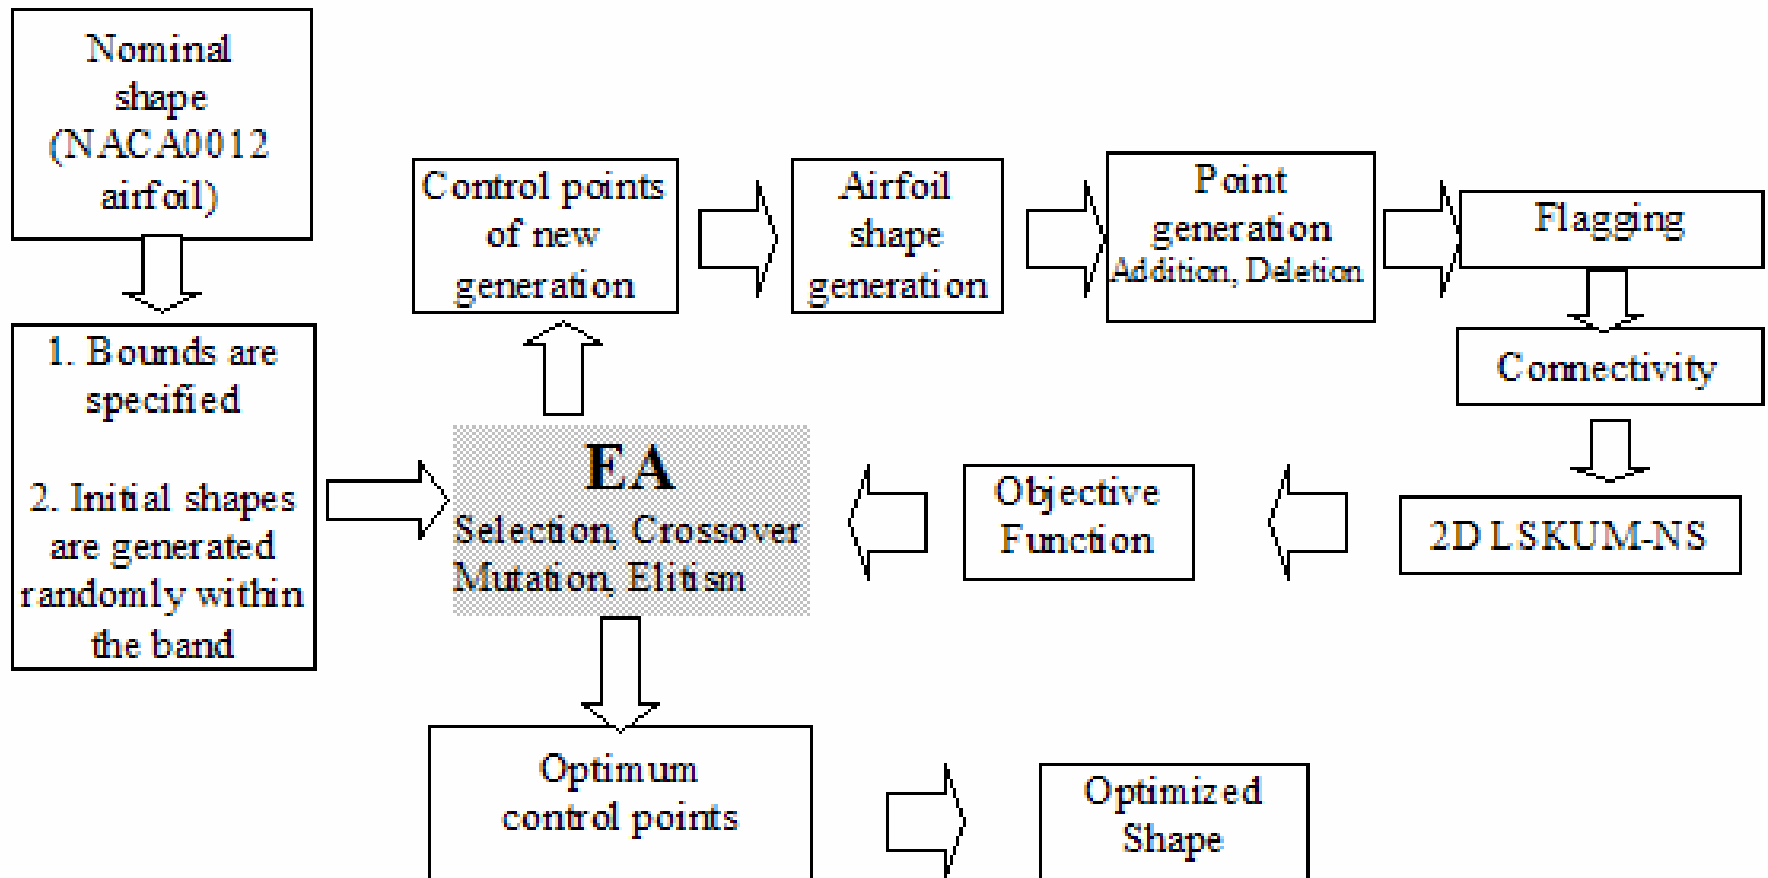 Nominal
shape
(NACA0012
airfoil)
1. Bounds are
specified
2. Initial shapes
are generated
randomly within
the band
Control points
of new
generation
Airfoil
shape
generation
Point
generation
Addition, Deletion
Flagging
Connectivity
2D LSKUM-NS
Objective
Function
EA
Selection, Crossover
Mutation, Elitism
Optimum
control points
Optimized
Shape